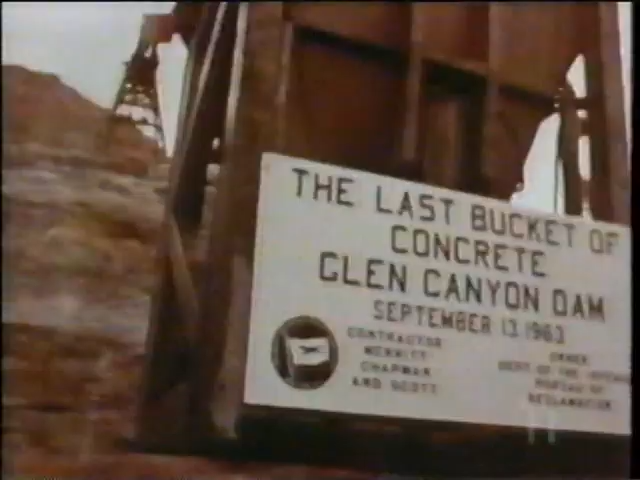 THE LAST BUCKET OF
CONCRETE
GLEN CANYON DAM
SEPTEMBER 13, 1963
CONTRACTOR
MERRITT-
CHAPMAN
AND SCOTT
OWNER
DEPT. OF THE INTERIOR
BUREAU OF
RECLAMATION